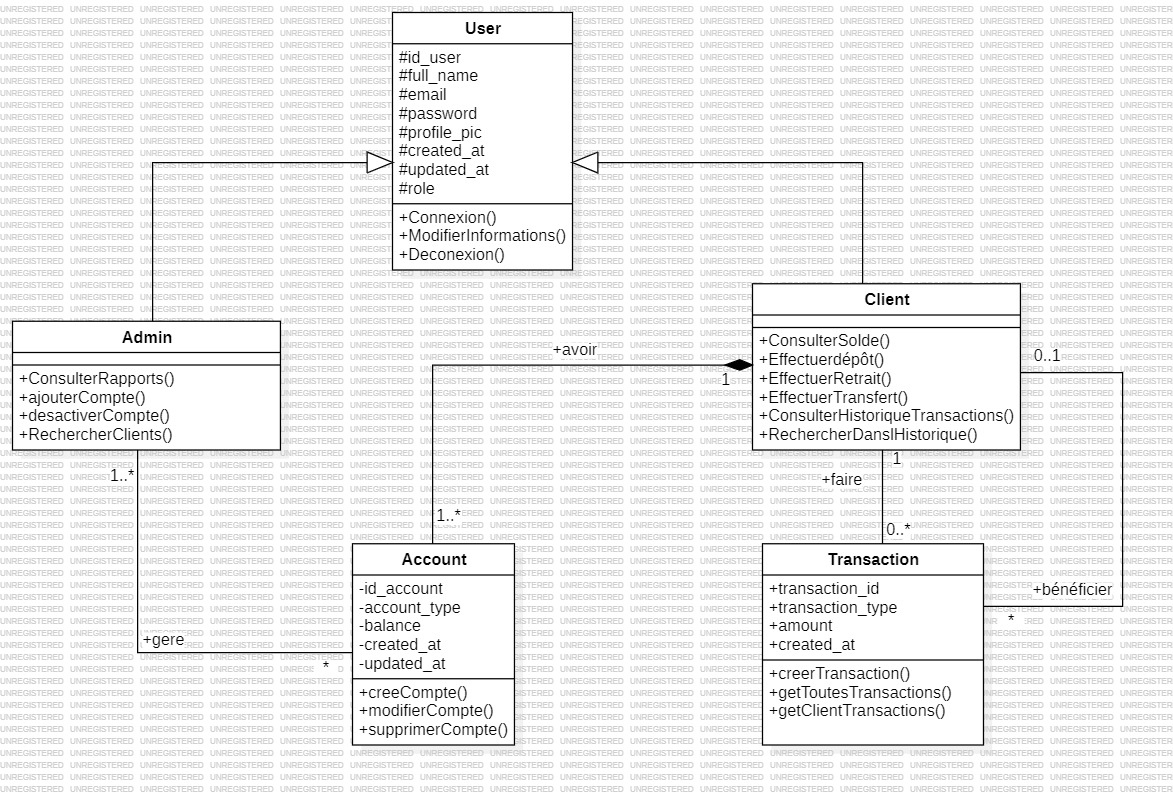 User
#id_user
#full_name
#email
#password
#profile_pic
#created_at
#updated_at
#role
+Connexion()
+ModifierInformations()
+Deconexion()
Client
+ConsulterSolde()
+Effectuerdépôt()
+EffectuerRetrait()
+EffectuerTransfert()
+ConsulterHistoriqueTransactions()
+RechercherDanslHistorique()
Admin
+ConsulterRapports()
+ajouterCompte()
+desactiverCompte()
+RechercherClients()
+avoir
1
0..1
1..*
1
+faire
1..*
0..*
Account
-id_account
-account_type
-balance
-created_at
-updated_at
+creeCompte()
+modifierCompte()
+supprimerCompte()
Transaction
+transaction_id
+transaction_type
+amount
+created_at
+creerTransaction()
+getToutesTransactions()
+getClientTransactions()
+bénéficier
*
+gere
*
UNREGISTERED